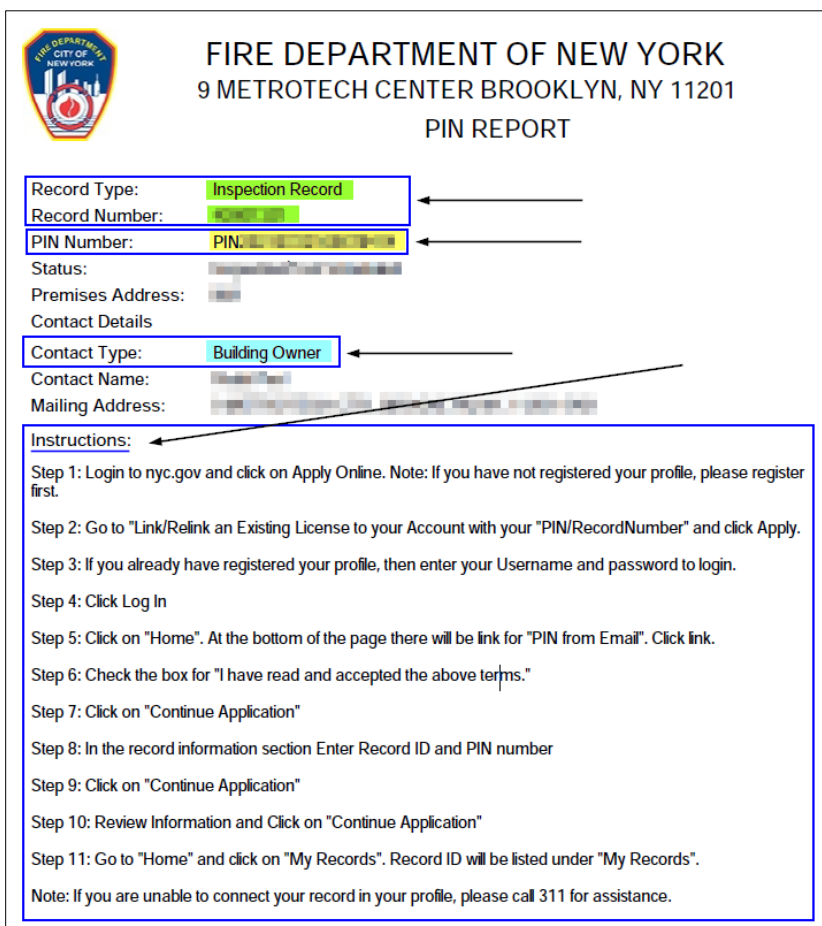 FIRE DEPARTMENT
CITY OF
NEW YORK
FIRE DEPARTMENT OF NEW YORK
9 METROTECH CENTER BROOKLYN, NY 11201
PIN REPORT
Record Type: Inspection Record
Record Number:
PIN Number: PIN
Status:
Premises Address:
Contact Details
Contact Type: Building Owner
Contact Name:
Mailing Address:
Instructions:
Step 1: Login to nyc.gov and click on Apply Online. Note: If you have not registered your profile, please register
first.
Step 2: Go to "Link/Relink an Existing License to your Account with your "PIN/RecordNumber" and click Apply.
Step 3: If you already have registered your profile, then enter your Username and password to login.
Step 4: Click Log In
Step 5: Click on "Home". At the bottom of the page there will be link for "PIN from Email". Click link.
Step 6: Check the box for "I have read and accepted the above terms."
Step 7: Click on "Continue Application"
Step 8: In the record information section Enter Record ID and PIN number
Step 9: Click on "Continue Application"
Step 10: Review Information and Click on "Continue Application"
Step 11: Go to "Home" and click on "My Records". Record ID will be listed under "My Records".
Note: If you are unable to connect your record in your profile, please call 311 for assistance.